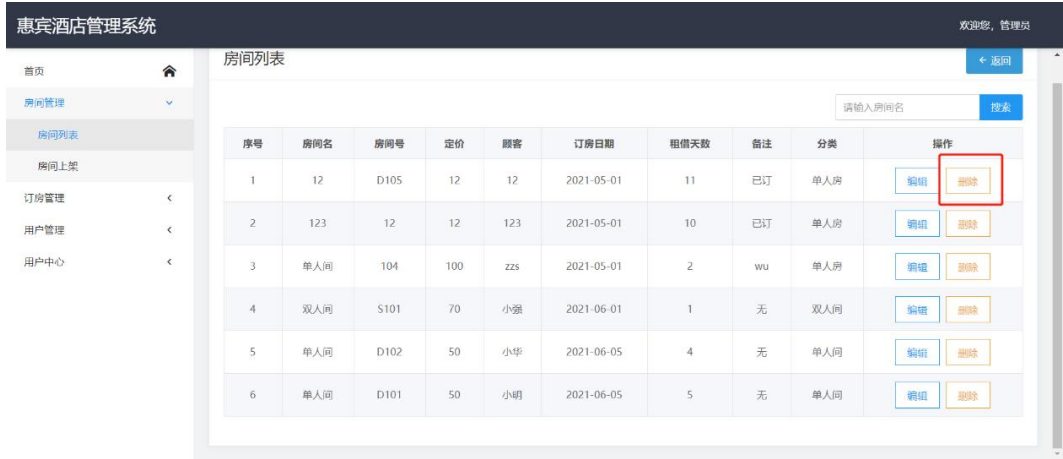 惠宾酒店管理系统 欢迎您，管理员
首页
房间管理
房间列表
房间上架
订房管理
用户管理
用户中心
房间列表 返回
请输入房间名 搜索
序号 房间名 房间号 定价 顾客 订房日期 租借天数 备注 分类 操作
1 12 D105 12 12 2021-05-01 11 已订 单人房 编辑 删除
2 123 12 12 123 2021-05-01 10 已订 单人房 编辑 删除
3 单人间 104 100 zzs 2021-05-01 2 wu 单人房 编辑 删除
4 双人间 S101 70 小强 2021-06-01 1 无 双人间 编辑 删除
5 单人间 D102 50 小华 2021-06-05 4 无 单人间 编辑 删除
6 单人间 D101 50 小明 2021-06-05 5 无 单人间 编辑 删除